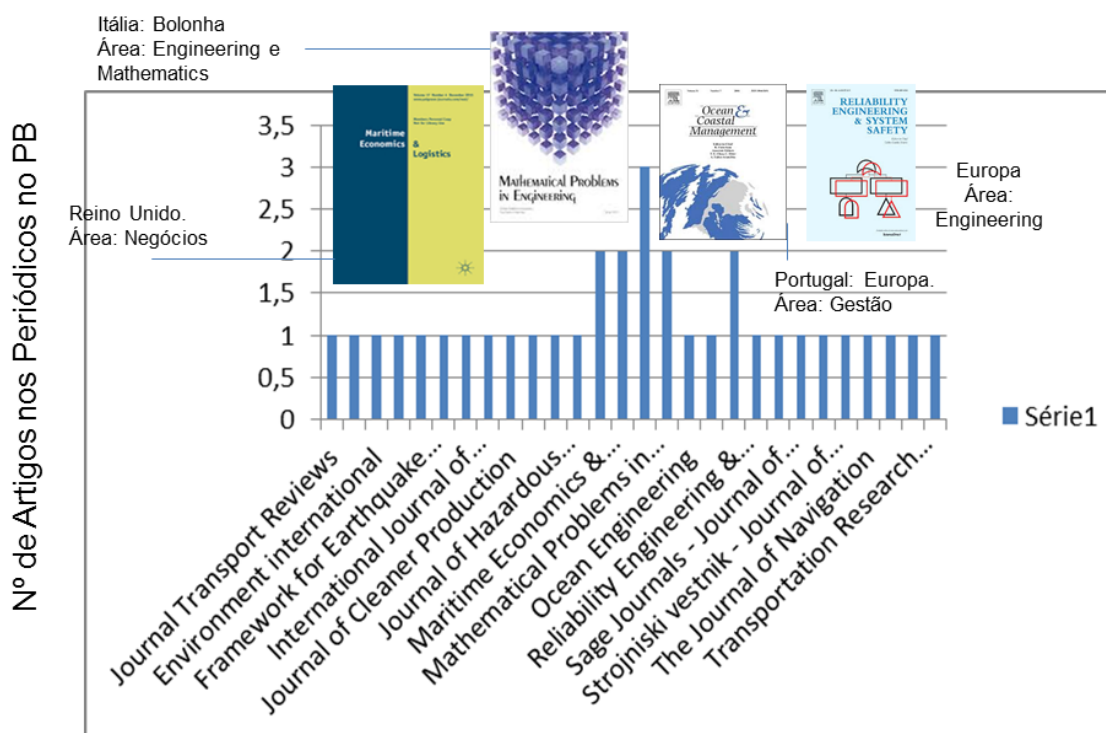 Itália: Bolonha
Área: Engineering e
Mathematics
Maritime
Economics
&
Logistics
MATHEMATICAL PROBLEMS
IN ENGINEERING
Ocean &
Coastal
Management
RELIABILITY
ENGINEERING
& SYSTEM
SAFETY
Europa
Área:
Engineering
Reino Unido.
Área: Negócios
Portugal: Europa.
Área: Gestão
Nº de Artigos nos Periódicos no PB
3,5
3
2,5
2
1,5
1
0,5
0
Série1
Journal Transport Reviews
Environment international
Framework for Earthquake...
International Journal of...
Journal of Cleaner Production
Journal of Hazardous...
Maritime Economics &...
Mathematical Problems in...
Ocean Engineering
Reliability Engineering &...
Sage Journals - Journal of...
Strojniski vestnik - Journal of...
The Journal of Navigation
Transportation Research...